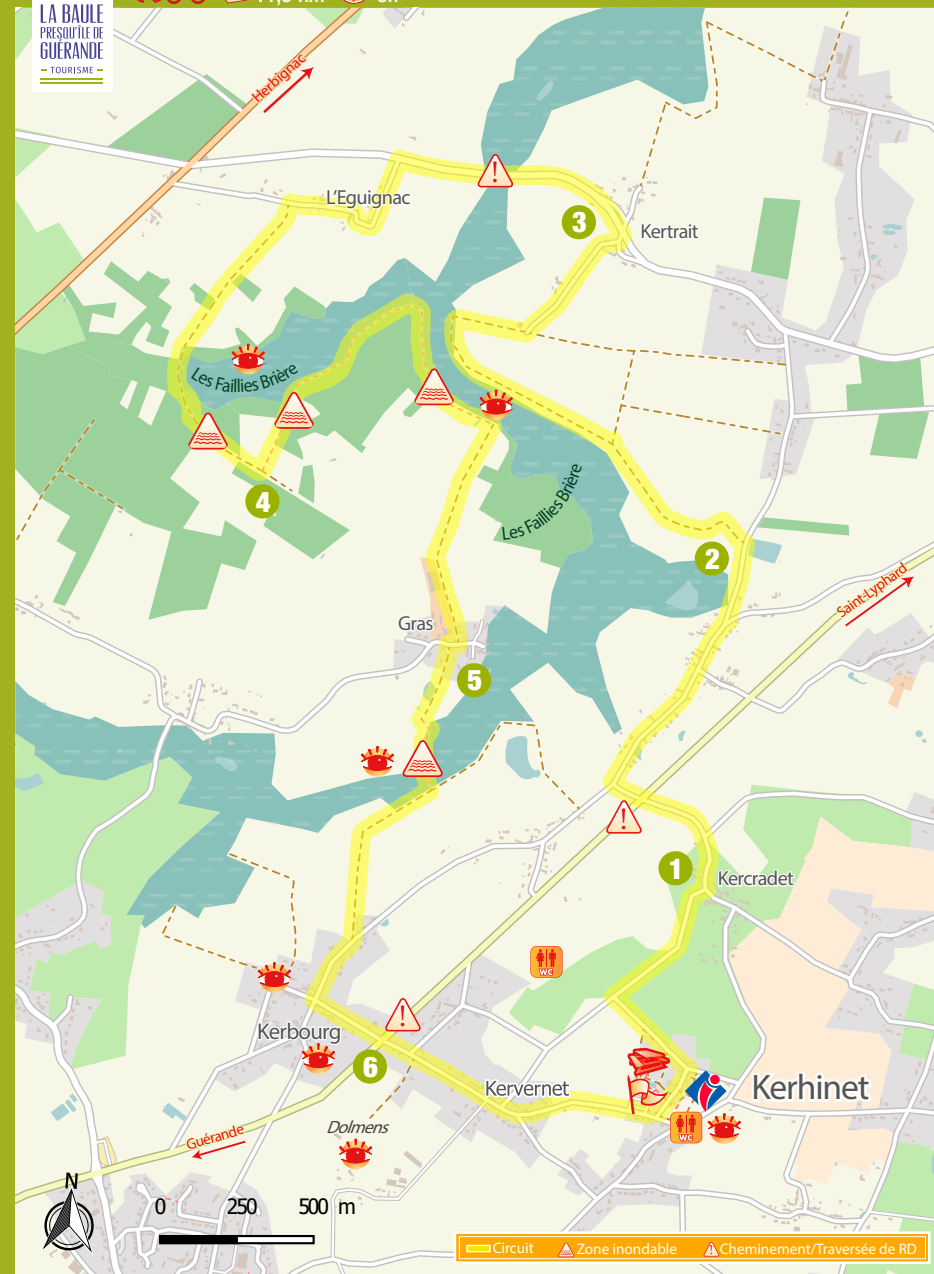 LA BAULE
PRESQU'ÎLE DE
GUÉRANDE
– TOURISME –
Herbignac
L'Eguignac
3
Kertrait
Les Faillies Brière
4
Les Faillies Brière
2
Saint-Lyphard
Gras
5
1
Kercradet
WC
Kerbourg
6
Kervernet
Kerhinet
WC
Dolmens
Guérande
N
0 250 500 m
Circuit Zone inondable Cheminement/Traversée de RD